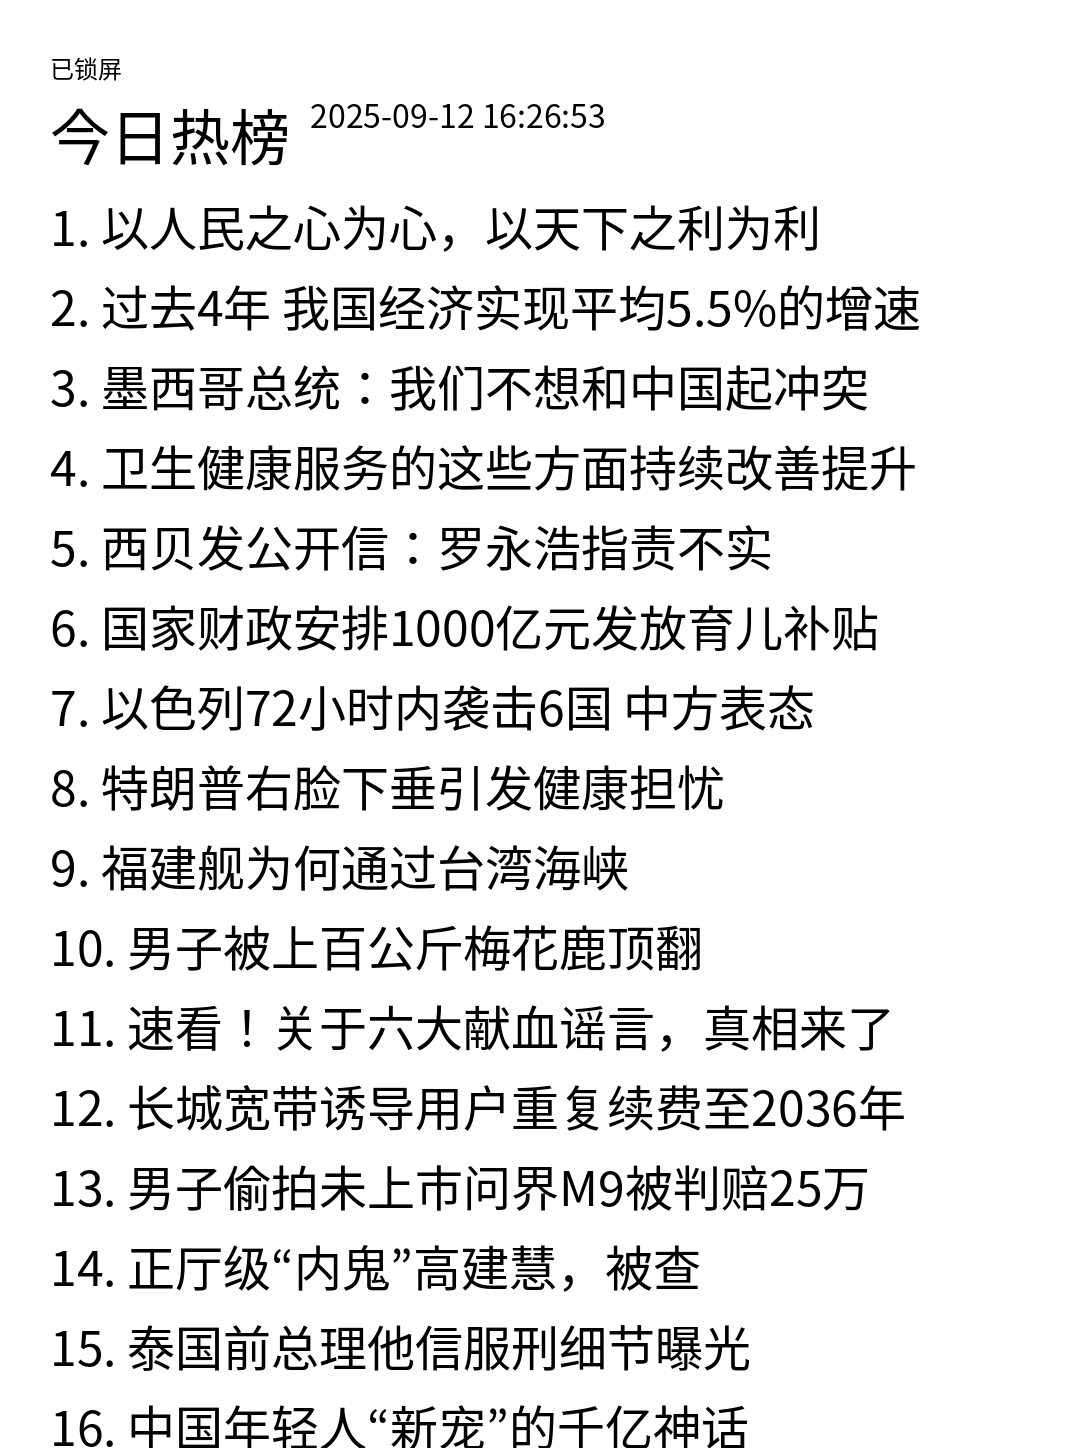 已锁屏
今日热榜 2025-09-12 16:26:53
1. 以人民之心为心，以天下之利为利
2. 过去4年 我国经济实现平均5.5%的增速
3. 墨西哥总统：我们不想和中国起冲突
4. 卫生健康服务的这些方面持续改善提升
5. 西贝发公开信：罗永浩指责不实
6. 国家财政安排1000亿元发放育儿补贴
7. 以色列72小时内袭击6国 中方表态
8. 特朗普右脸下垂引发健康担忧
9. 福建舰为何通过台湾海峡
10. 男子被上百公斤梅花鹿顶翻
11. 速看！关于六大献血谣言，真相来了
12. 长城宽带诱导用户重复续费至2036年
13. 男子偷拍未上市问界M9被判赔25万
14. 正厅级“内鬼”高建慧，被查
15. 泰国前总理他信服刑细节曝光
16. 中国年轻人“新宠”的千亿神话